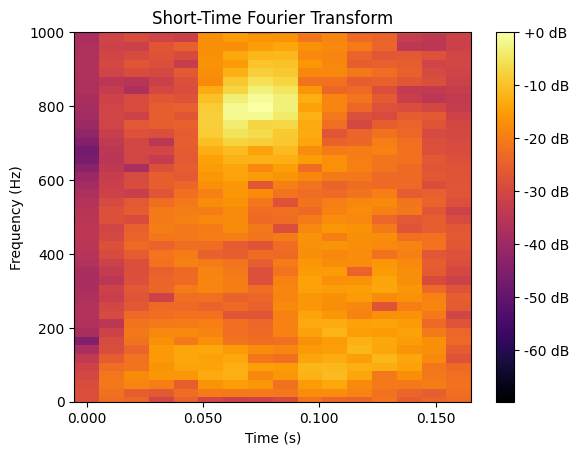 Short-Time Fourier Transform
Frequency (Hz)
1000
800
600
400
200
0
0.000
0.050
0.100
0.150
Time (s)
+0 dB
-10 dB
-20 dB
-30 dB
-40 dB
-50 dB
-60 dB